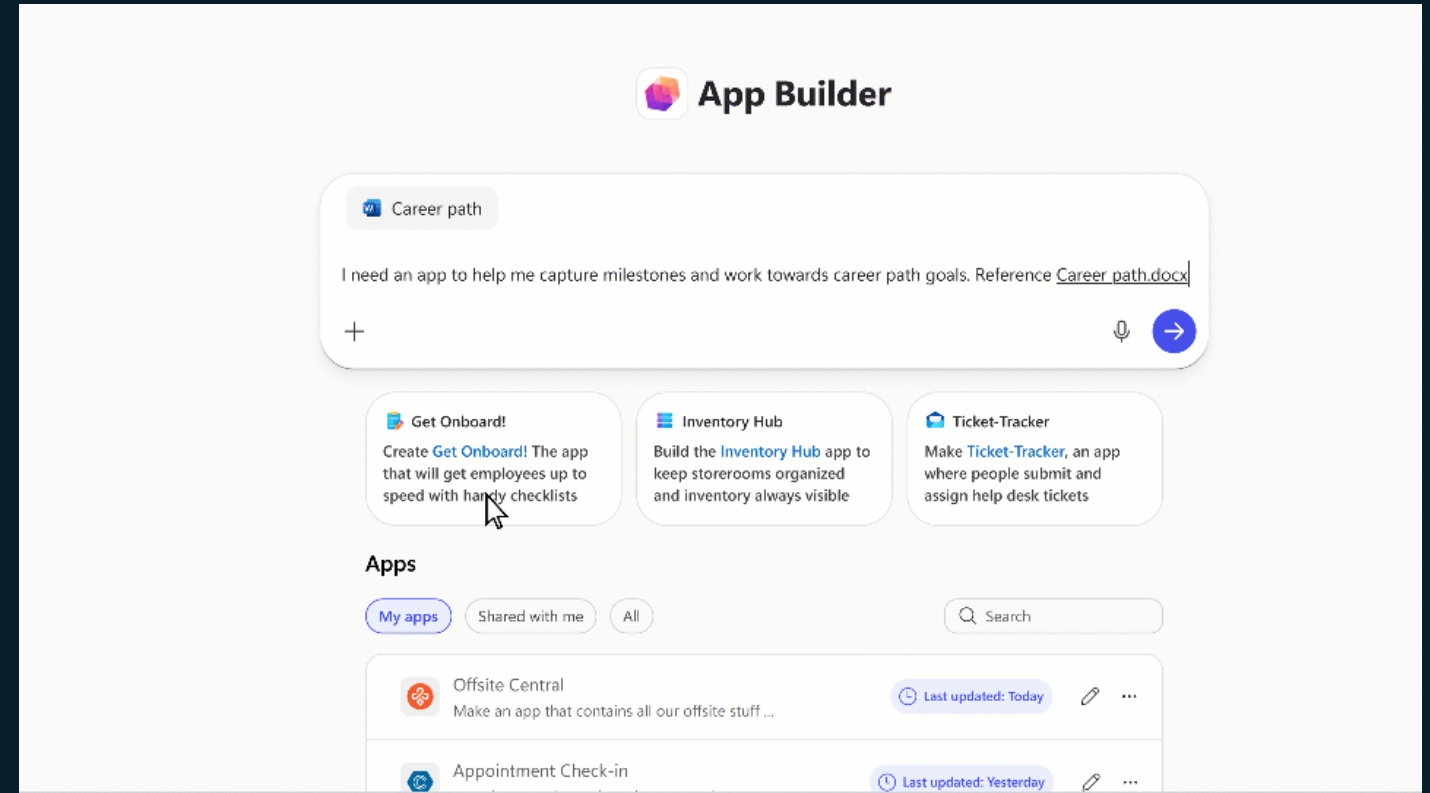 App Builder
Career path
I need an app to help me capture milestones and work towards career path goals. Reference Career path.docx
Get Onboard!
Create Get Onboard! The app
that will get employees up to
speed with handy checklists
Inventory Hub
Build the Inventory Hub app to
keep storerooms organized
and inventory always visible
Ticket-Tracker
Make Ticket-Tracker, an app
where people submit and
assign help desk tickets
Apps
My apps
Shared with me
All
Search
Offsite Central
Make an app that contains all our offsite stuff ...
Last updated: Today
Appointment Check-in
Last updated: Yesterday